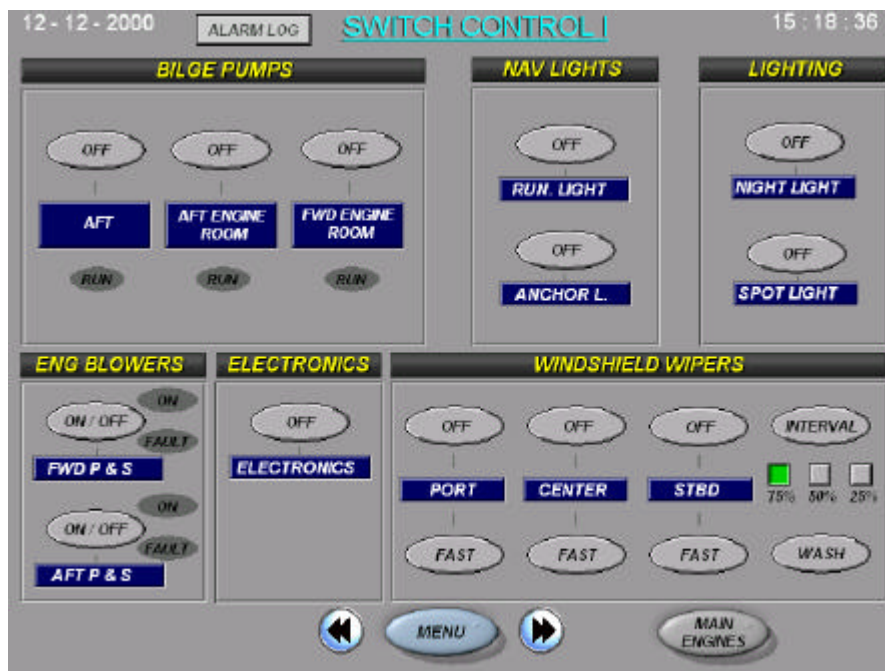 12 - 12 - 2000
ALARM LOG
SWITCH CONTROL I
15 : 18 : 36
BILGE PUMPS
OFF
OFF
OFF
AFT
AFT ENGINE
ROOM
FWD ENGINE
ROOM
RUN
RUN
RUN
NAV LIGHTS
OFF
RUN. LIGHT
OFF
ANCHOR L.
LIGHTING
OFF
NIGHT LIGHT
OFF
SPOT LIGHT
ENG BLOWERS
ON
ON / OFF
FAULT
FWD P & S
ON
ON / OFF
FAULT
AFT P & S
ELECTRONICS
OFF
ELECTRONICS
WINDSHIELD WIPERS
OFF
OFF
OFF
INTERVAL
PORT
CENTER
STBD
75%
50%
25%
FAST
FAST
FAST
WASH
MENU
MAIN
ENGINES